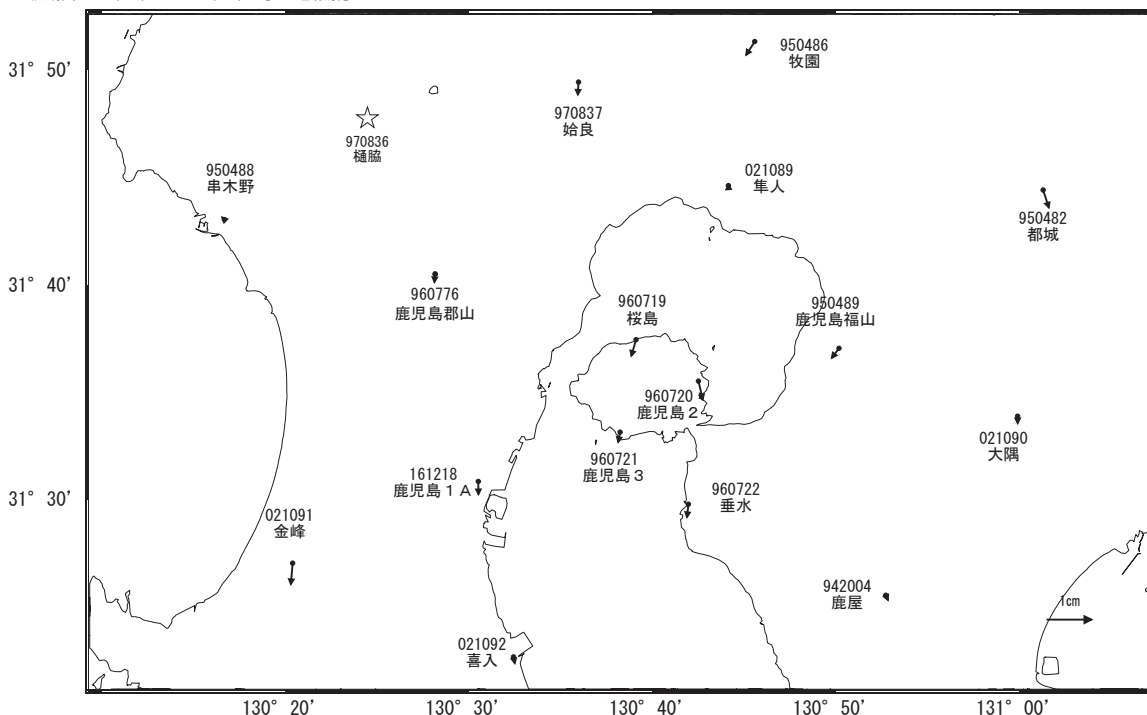 31° 50′
950486
牧園
970837
姶良
970836
樋脇
950488
串木野
021089
隼人
950482
都城
31° 40′
960776
鹿児島郡山
960719
桜島
950489
鹿児島福山
960720
鹿児島２
960721
鹿児島３
021090
大隅
161218
鹿児島１Ａ
960722
垂水
31° 30′
021091
金峰
942004
鹿屋
1cm
021092
喜入
130° 20′
130° 30′
130° 40′
130° 50′
131° 00′